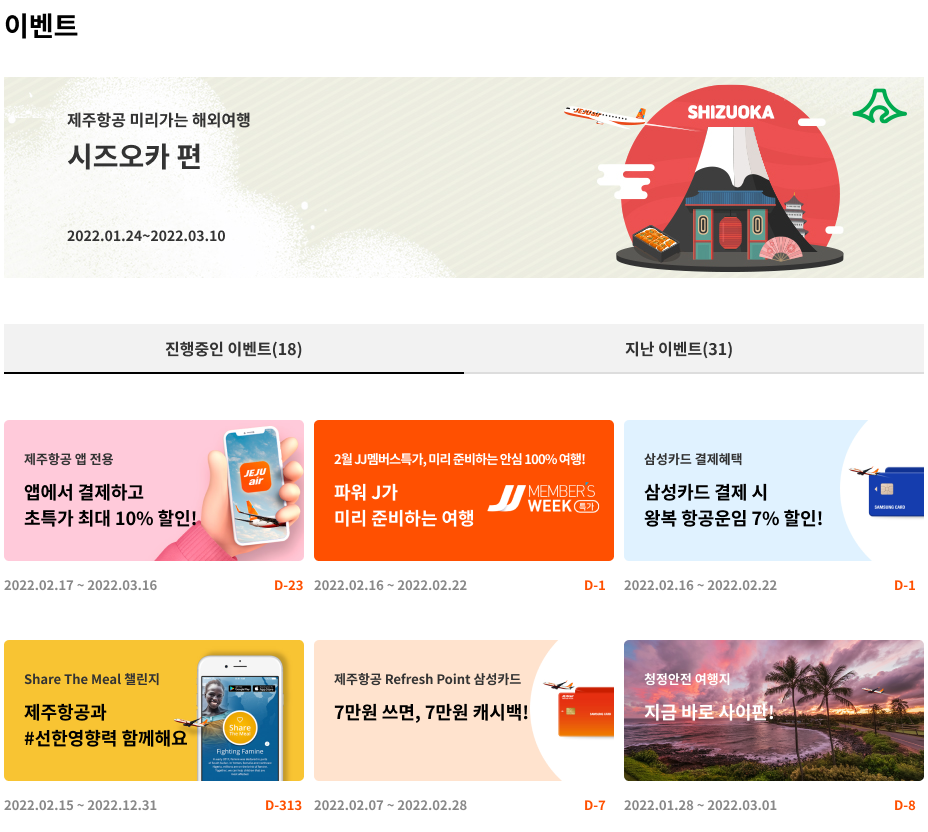 이벤트
제주항공 미리가는 해외여행
시즈오카 편
2022.01.24~2022.03.10
JEJUair
SHIZUOKA
진행중인 이벤트(18)
지난 이벤트(31)
제주항공 앱 전용
앱에서 결제하고
초특가 최대 10% 할인!
JEJU
air
2022.02.17 ~ 2022.03.16
D-23
2월 JJ멤버스특가, 미리 준비하는 안심 100% 여행!
파워 J가
미리 준비하는 여행
JJ MEMBER'S
WEEK 특가
2022.02.16 ~ 2022.02.22
D-1
삼성카드 결제혜택
삼성카드 결제 시
왕복 항공운임 7% 할인!
SAMSUNG CARD
2022.02.16 ~ 2022.02.22
D-1
Share The Meal 챌린지
제주항공과
#선한영향력 함께해요
Google Play
App Store
Share
The Meal
Fighting Famine
2022.02.15 ~ 2022.12.31
D-313
제주항공 Refresh Point 삼성카드
7만원 쓰면, 7만원 캐시백!
SAMSUNG CARD
2022.02.07 ~ 2022.02.28
D-7
청정안전 여행지
지금 바로 사이판!
2022.01.28 ~ 2022.03.01
D-8